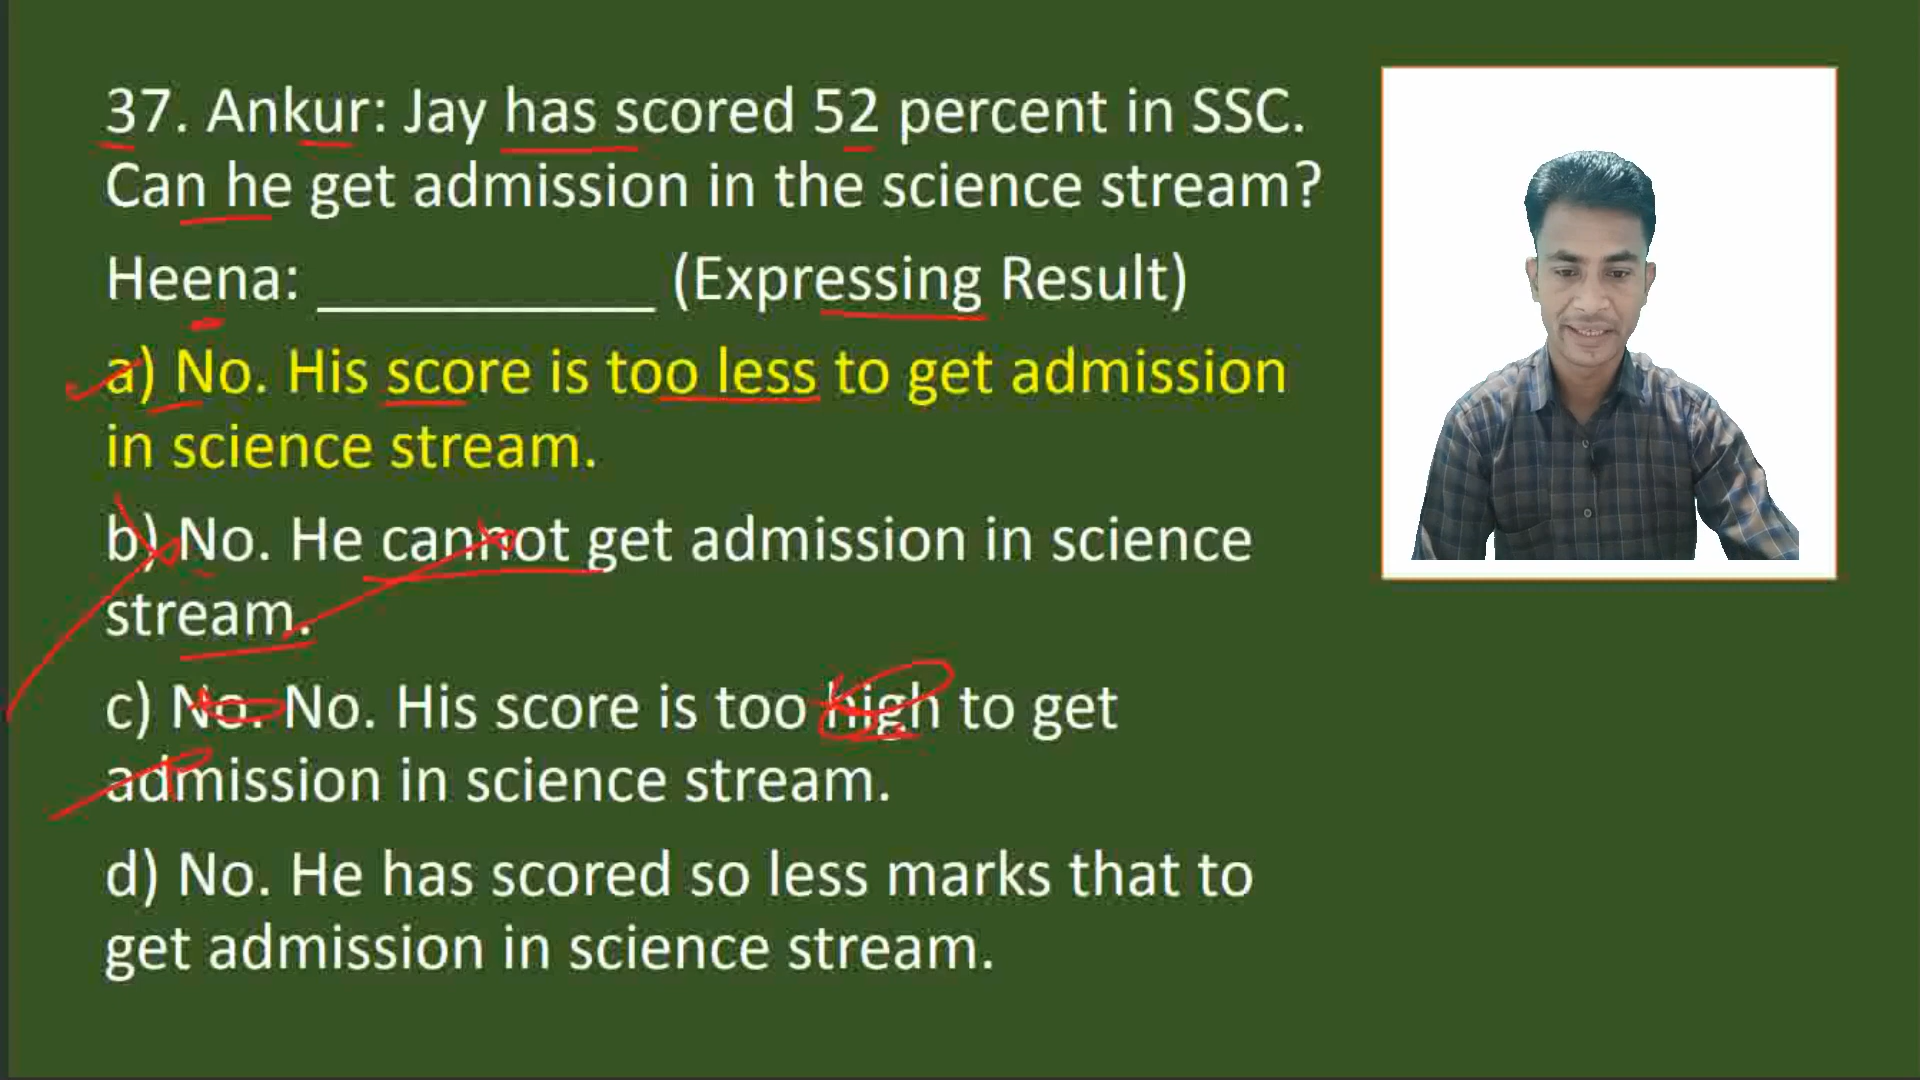 37. Ankur: Jay has scored 52 percent in SSC.
Can he get admission in the science stream?
Heena: ____________ (Expressing Result)
a) No. His score is too less to get admission
in science stream.
b) No. He cannot get admission in science
stream.
c) No. No. His score is too high to get
admission in science stream.
d) No. He has scored so less marks that to
get admission in science stream.